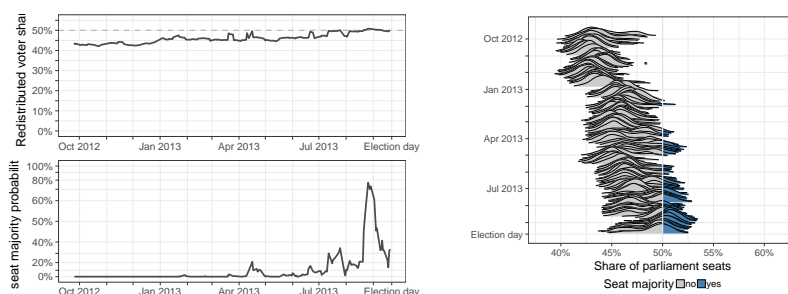 Redistributed voter shar
50%
40%
30%
20%
10%
0%
Oct 2012 Jan 2013 Apr 2013 Jul 2013 Election day
seat majority probabilit
100%
80%
60%
40%
20%
0%
Oct 2012 Jan 2013 Apr 2013 Jul 2013 Election day
Oct 2012
Jan 2013
Apr 2013
Jul 2013
Election day
40% 45% 50% 55% 60%
Share of parliament seats
Seat majority no yes